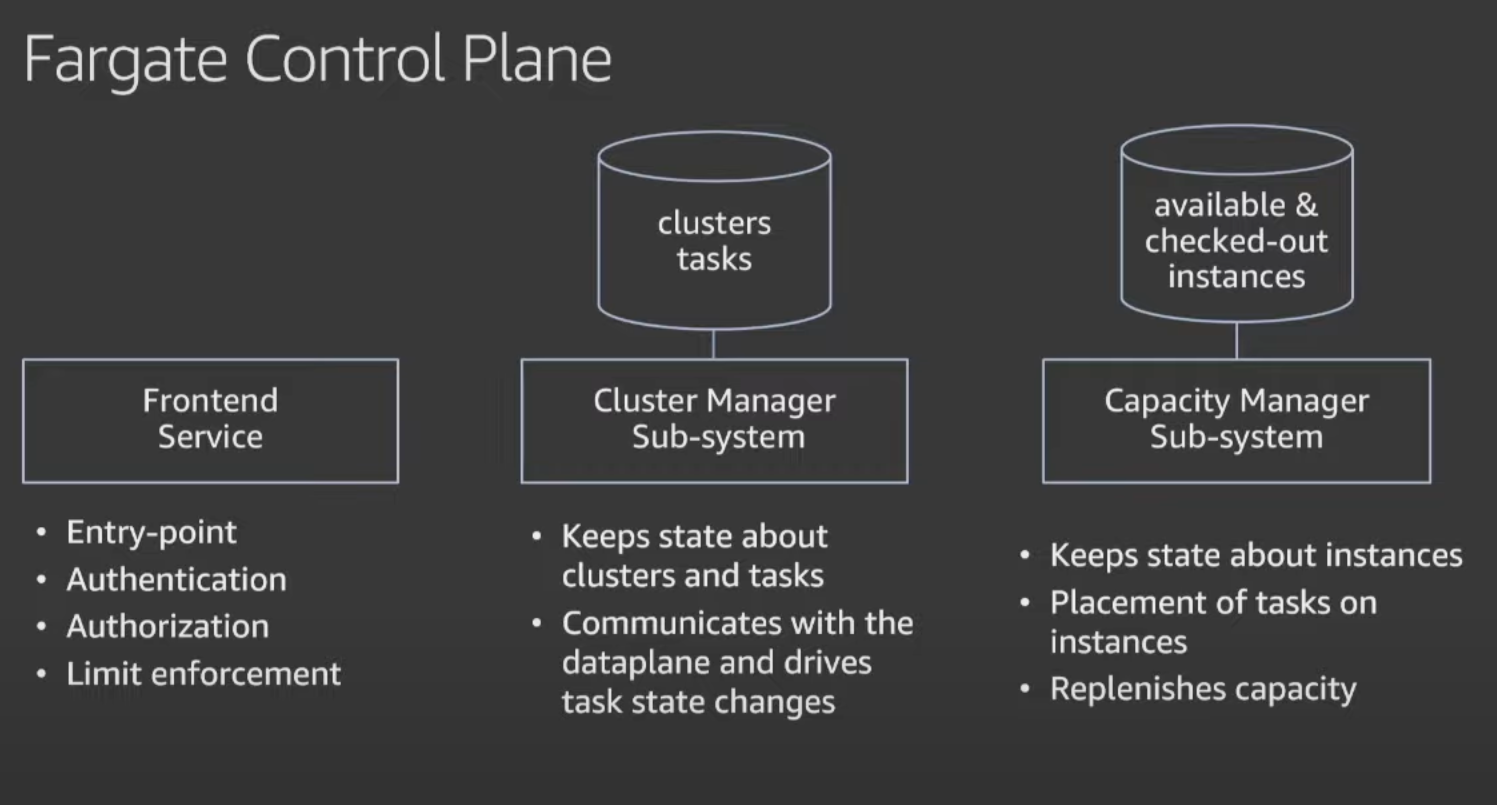 Fargate Control Plane
clusters
tasks
available &
checked-out
instances
Frontend
Service
Cluster Manager
Sub-system
Capacity Manager
Sub-system
• Entry-point
• Authentication
• Authorization
• Limit enforcement
• Keeps state about
clusters and tasks
• Communicates with the
dataplane and drives
task state changes
• Keeps state about instances
• Placement of tasks on
instances
• Replenishes capacity